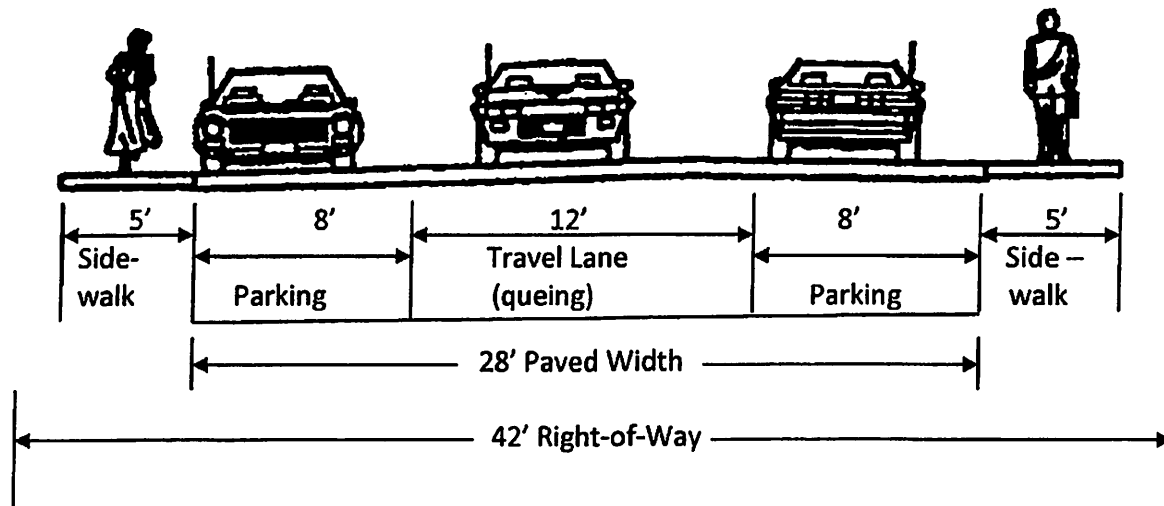 5’ 8’ 12’ 8’ 5’
Side- Travel Lane Side –
walk Parking (queing) Parking walk
28’ Paved Width
42’ Right-of-Way